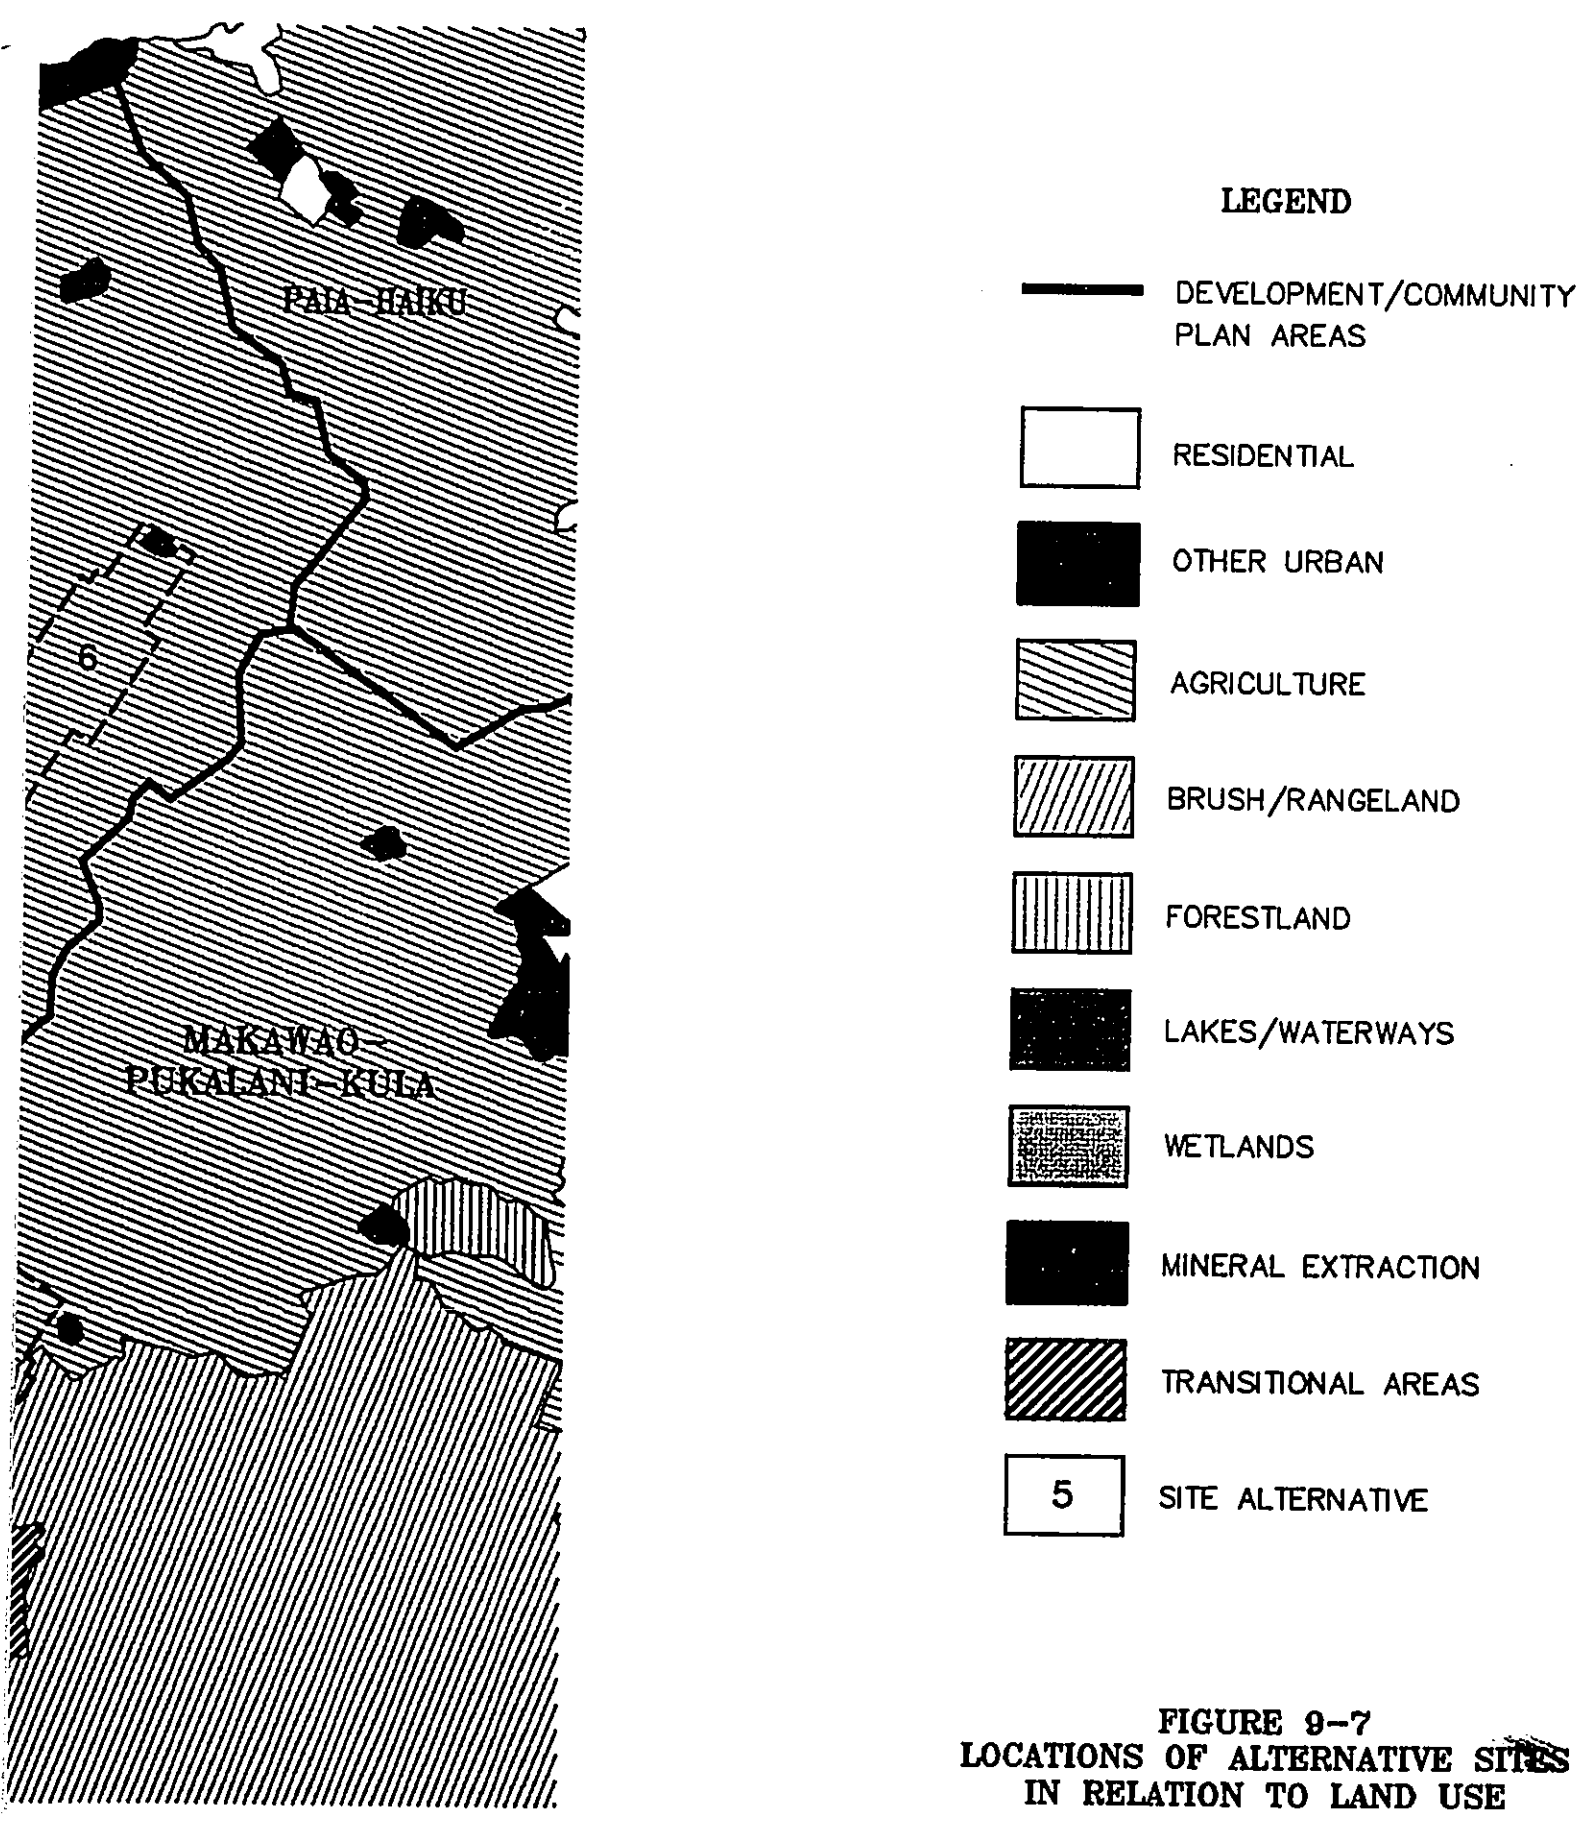 PAIA-HAIKU
6
MAKAWAO-
PUKALANI-KULA
LEGEND
DEVELOPMENT/COMMUNITY
PLAN AREAS
RESIDENTIAL
OTHER URBAN
AGRICULTURE
BRUSH/RANGELAND
FORESTLAND
LAKES/WATERWAYS
WETLANDS
MINERAL EXTRACTION
TRANSITIONAL AREAS
5 SITE ALTERNATIVE
FIGURE 9-7
LOCATIONS OF ALTERNATIVE SITES
IN RELATION TO LAND USE